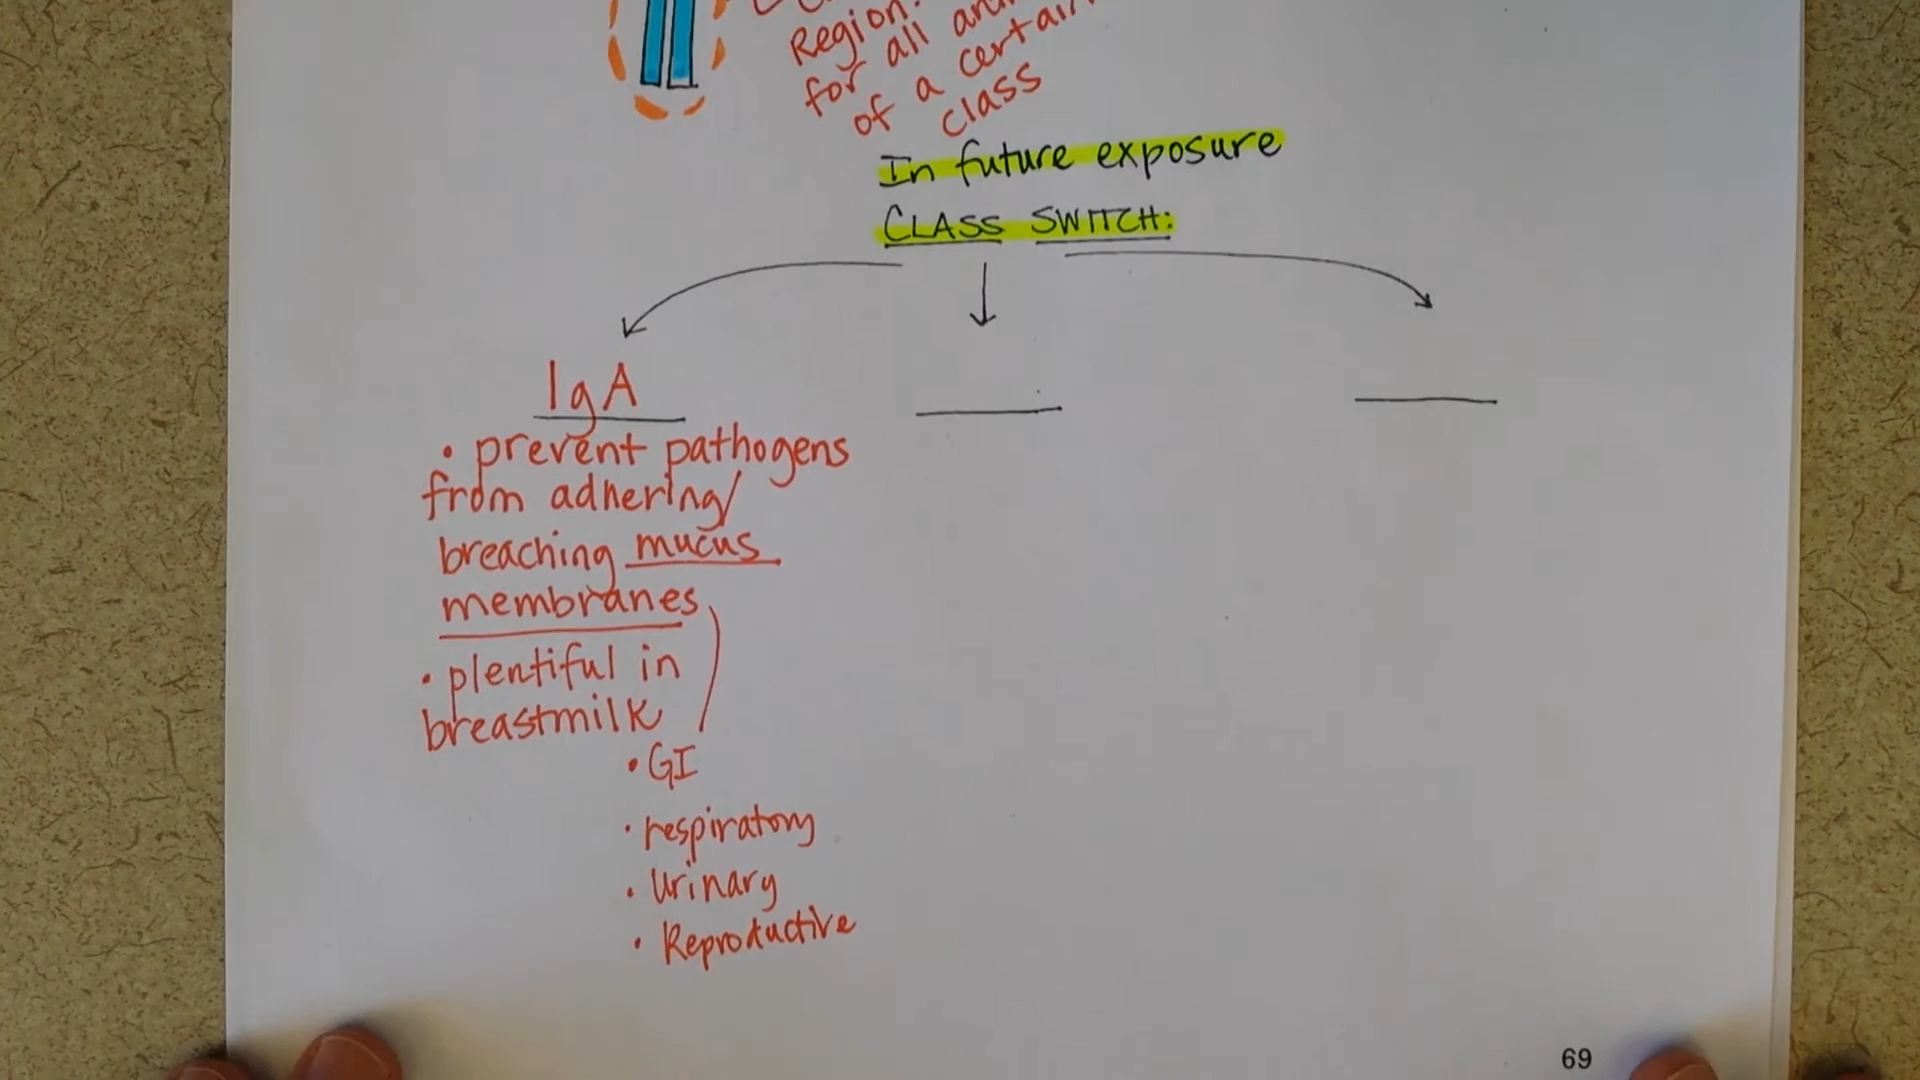 Region.
for all
of a certain
class
In future exposure
CLASS SWITCH:
IgA
• prevent pathogens
from adhering/
breaching mucus
membranes
• plentiful in
breastmilk
• GI
• respiratory
• Urinary
• Reproductive
69